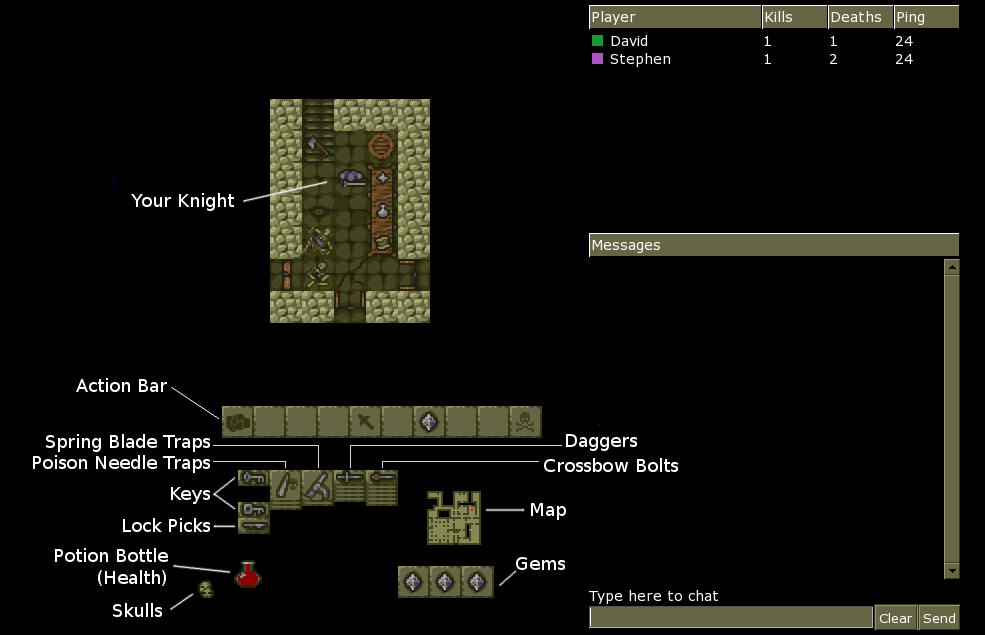 Player Kills Deaths Ping
David 1 1 24
Stephen 1 2 24
Your Knight
Messages
Action Bar
Spring Blade Traps
Daggers
Poison Needle Traps
Crossbow Bolts
Keys
Map
Lock Picks
Potion Bottle
(Health)
Gems
Skulls
Type here to chat
Clear Send